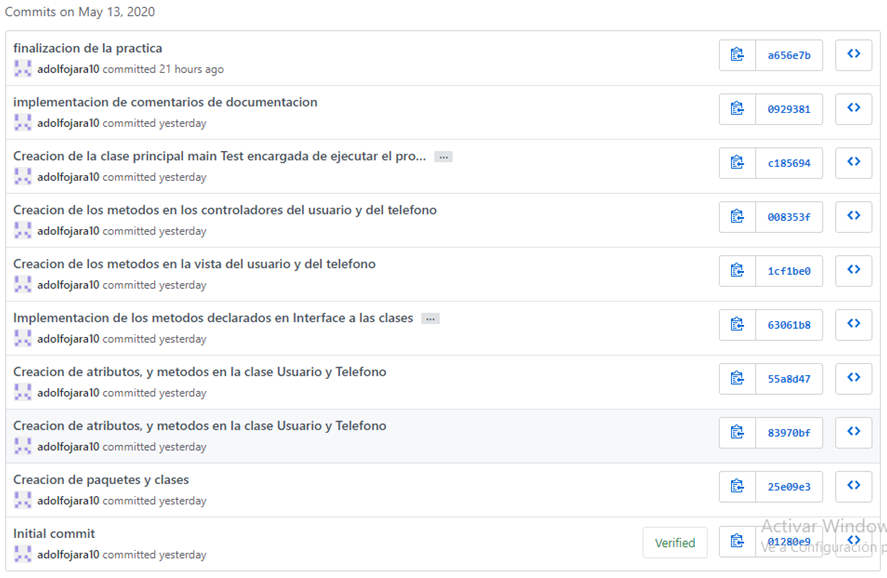 Commits on May 13, 2020
finalizacion de la practica
adolfojara10 committed 21 hours ago
a656e7b
implementacion de comentarios de documentacion
adolfojara10 committed yesterday
0929381
Creacion de la clase principal main Test encargada de ejecutar el pro... ...
adolfojara10 committed yesterday
c185694
Creacion de los metodos en los controladores del usuario y del telefono
adolfojara10 committed yesterday
008353f
Creacion de los metodos en la vista del usuario y del telefono
adolfojara10 committed yesterday
1cf1be0
Implementacion de los metodos declarados en Interface a las clases ...
adolfojara10 committed yesterday
63061b8
Creacion de atributos, y metodos en la clase Usuario y Telefono
adolfojara10 committed yesterday
55a8d47
Creacion de atributos, y metodos en la clase Usuario y Telefono
adolfojara10 committed yesterday
83970bf
Creacion de paquetes y clases
adolfojara10 committed yesterday
25e09e3
Initial commit
adolfojara10 committed yesterday
Verified
01280e9
Activar Window
Ve a Configuración p